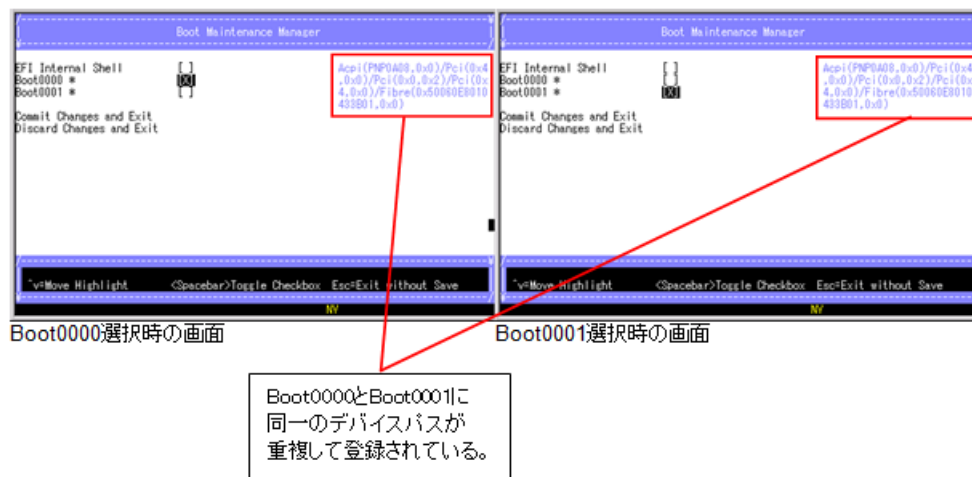 Boot Maintenance Manager
EFI Internal Shell [ ]
Boot0000 * [X]
Boot0001 * [ ]
Commit Changes and Exit
Discard Changes and Exit
Acpi(PNP0A08,0x0)/Pci(0x4
,0x0)/Pci(0x0,0x2)/Pci(0x
4,0x0)/Fibre(0x50060E8010
433B01,0x0)
^v=Move Highlight <Spacebar>Toggle Checkbox Esc=Exit without Save
NY
Boot0000選択時の画面
Boot Maintenance Manager
EFI Internal Shell [ ]
Boot0000 * [ ]
Boot0001 * [X]
Commit Changes and Exit
Discard Changes and Exit
Acpi(PNP0A08,0x0)/Pci(0x4
,0x0)/Pci(0x0,0x2)/Pci(0x
4,0x0)/Fibre(0x50060E8010
433B01,0x0)
^v=Move Highlight <Spacebar>Toggle Checkbox Esc=Exit without Save
NY
Boot0001選択時の画面
Boot0000とBoot0001に
同一のデバイスパスが
重複して登録されている。